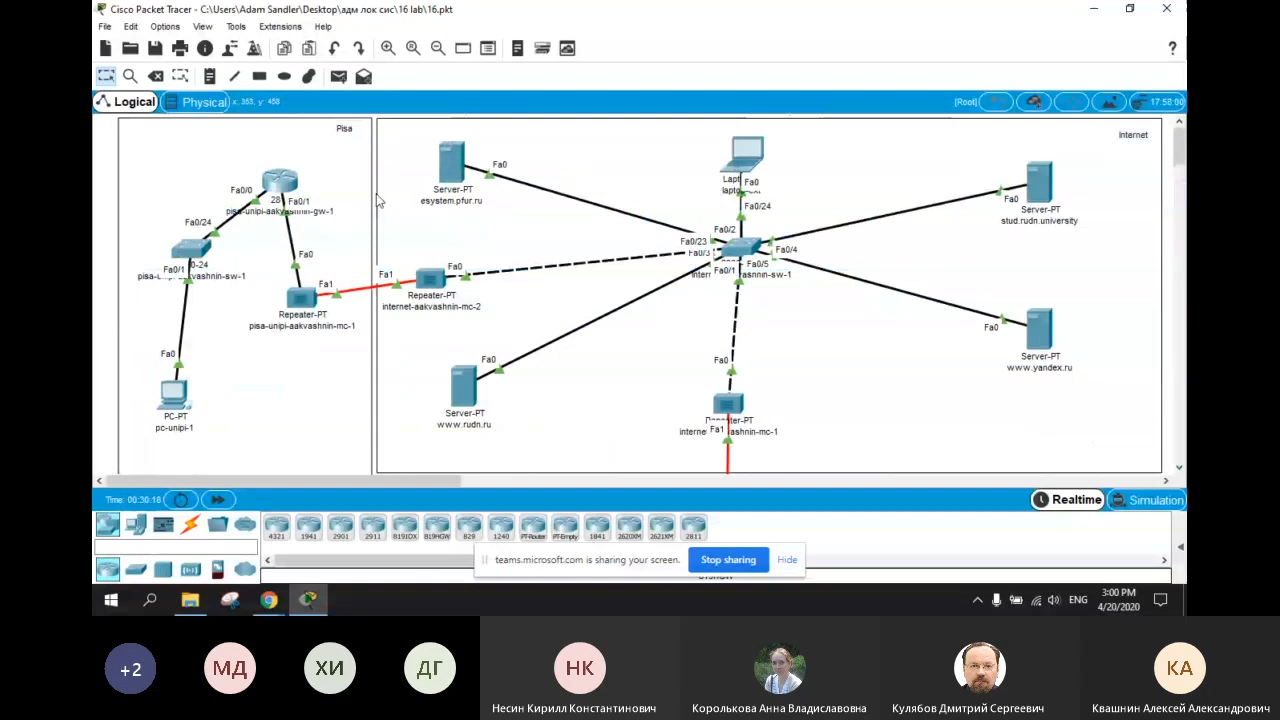 Cisco Packet Tracer - C:\Users\Adam Sandler\Desktop\адм лок сис\16 lab\16.pkt
File Edit Options View Tools Extensions Help
?
Logical Physical x: 353, y: 458 [Root] 17:58:00
Pisa
Internet
Fa0/0
Fa0/1
pisa-unipi-aakvashnin-gw-1
Fa0/24
Fa0/1
Fa0
Fa1
Repeater-PT
pisa-unipi-aakvashnin-mc-1
Fa0
PC-PT
pc-unipi-1
Fa0
Server-PT
esystem.pfur.ru
Fa1
Fa0
Repeater-PT
internet-aakvashnin-mc-2
Fa0
Server-PT
www.rudn.ru
Fa0
Fa0/24
Fa0/2
Fa0/23
Fa0/3
Fa0/4
Fa0/5
Fa0/1
Fa0
Server-PT
stud.rudn.university
Fa0
Server-PT
www.yandex.ru
Fa0
Fa1
Time: 00:30:18
Realtime Simulation
4321 1941 2901 2911 819IOX 819HGW 829 1240 PT-Router PT-Empty 1841 2620XM 2621XM 2811
teams.microsoft.com is sharing your screen. Stop sharing Hide
ENG
3:00 PM
4/20/2020
+2 МД ХИ ДГ НК КА
Несин Кирилл Константинович Королькова Анна Владиславовна Кулябов Дмитрий Сергеевич Квашнин Алексей Александрович